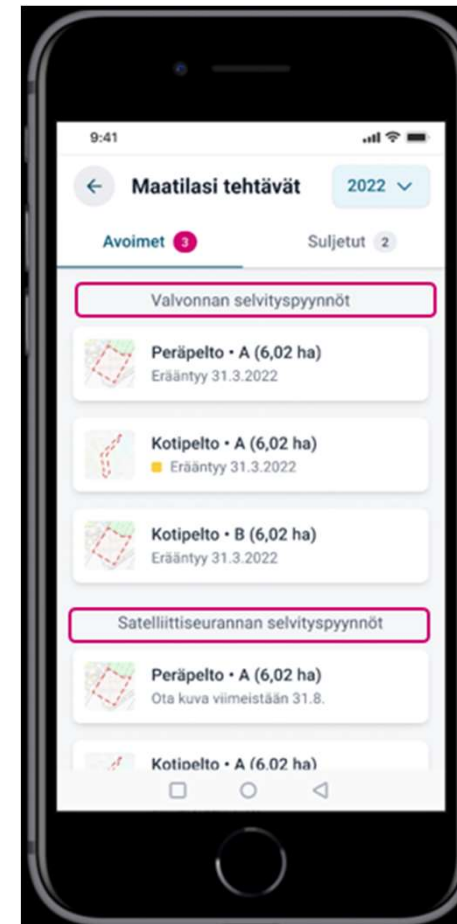 9:41
Maatilasi tehtävät 2022
Avoimet 3 Suljetut 2
Valvonnan selvityspyynnöt
Peräpelto • A (6,02 ha)
Erääntyy 31.3.2022
Kotipelto • A (6,02 ha)
Erääntyy 31.3.2022
Kotipelto • B (6,02 ha)
Erääntyy 31.3.2022
Satelliittiseurannan selvityspyynnöt
Peräpelto • A (6,02 ha)
Ota kuva viimeistään 31.8.
Kotipelto • A (6,02 ha)